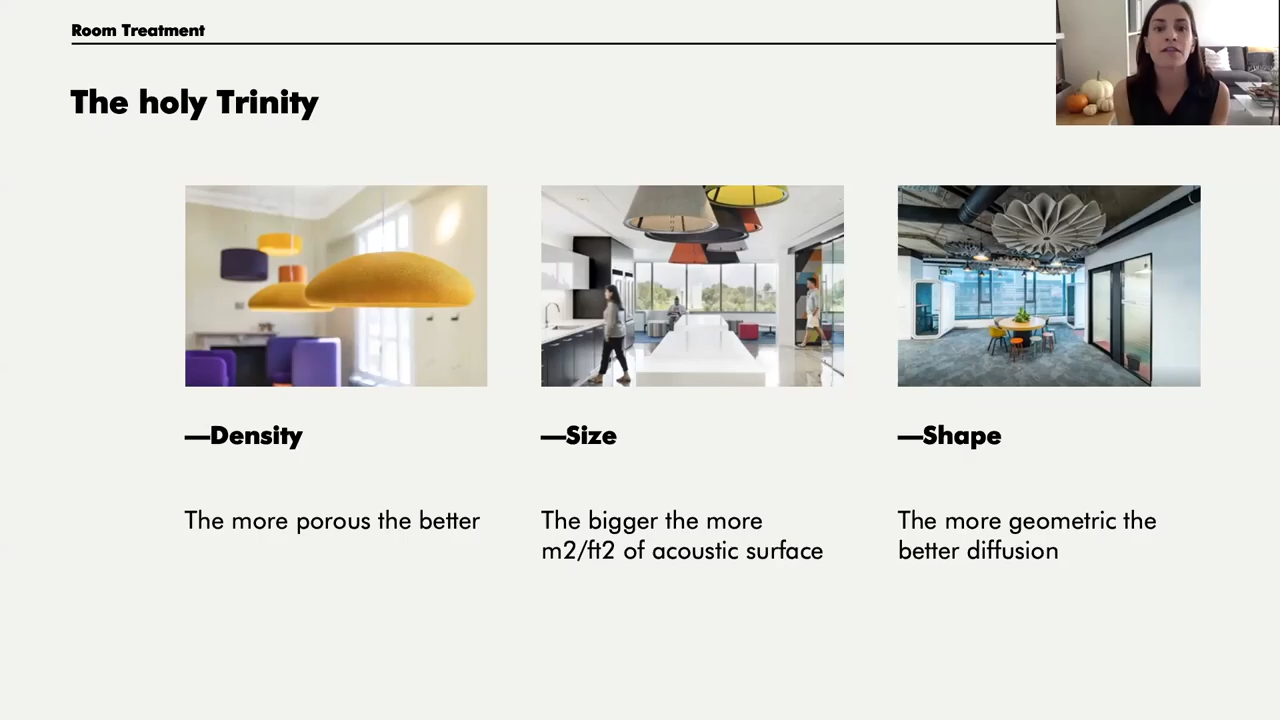 Room Treatment
The holy Trinity
—Density
The more porous the better
—Size
The bigger the more
m2/ft2 of acoustic surface
—Shape
The more geometric the
better diffusion